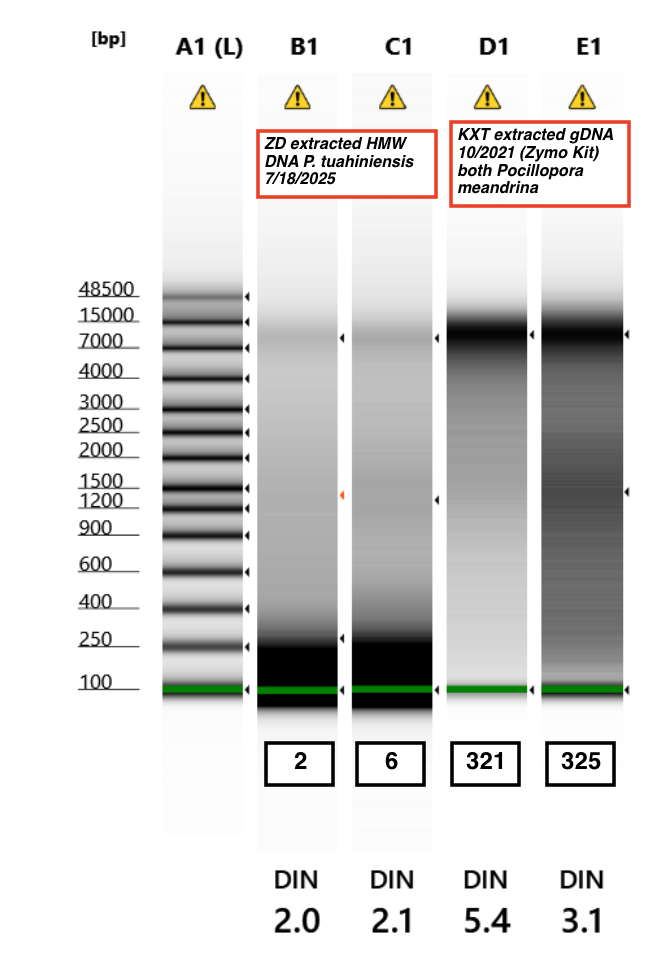 [bp] A1 (L) B1 C1 D1 E1
ZD extracted HMW
DNA P. tuahiniensis
7/18/2025
KXT extracted gDNA
10/2021 (Zymo Kit)
both Pocillopora
meandrina
48500
15000
7000
4000
3000
2500
2000
1500
1200
900
600
400
250
100
2 6 321 325
DIN DIN DIN DIN
2.0 2.1 5.4 3.1